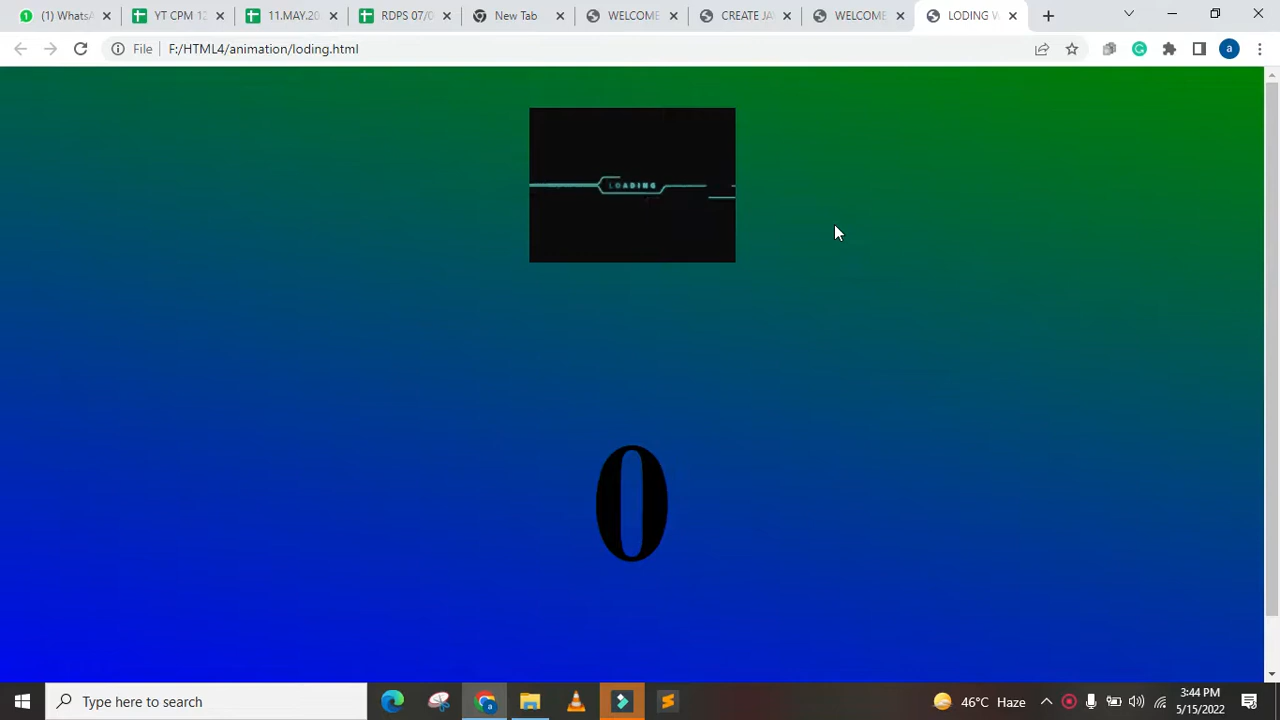 (1) WhatsA
YT CPM 12
11.MAY.20
RDPS 07/0
New Tab
WELCOME
CREATE JA
WELCOME
LODING W
File
F:/HTML4/animation/loding.html
a
LOADING
0
Type here to search
46°C Haze
3:44 PM
5/15/2022